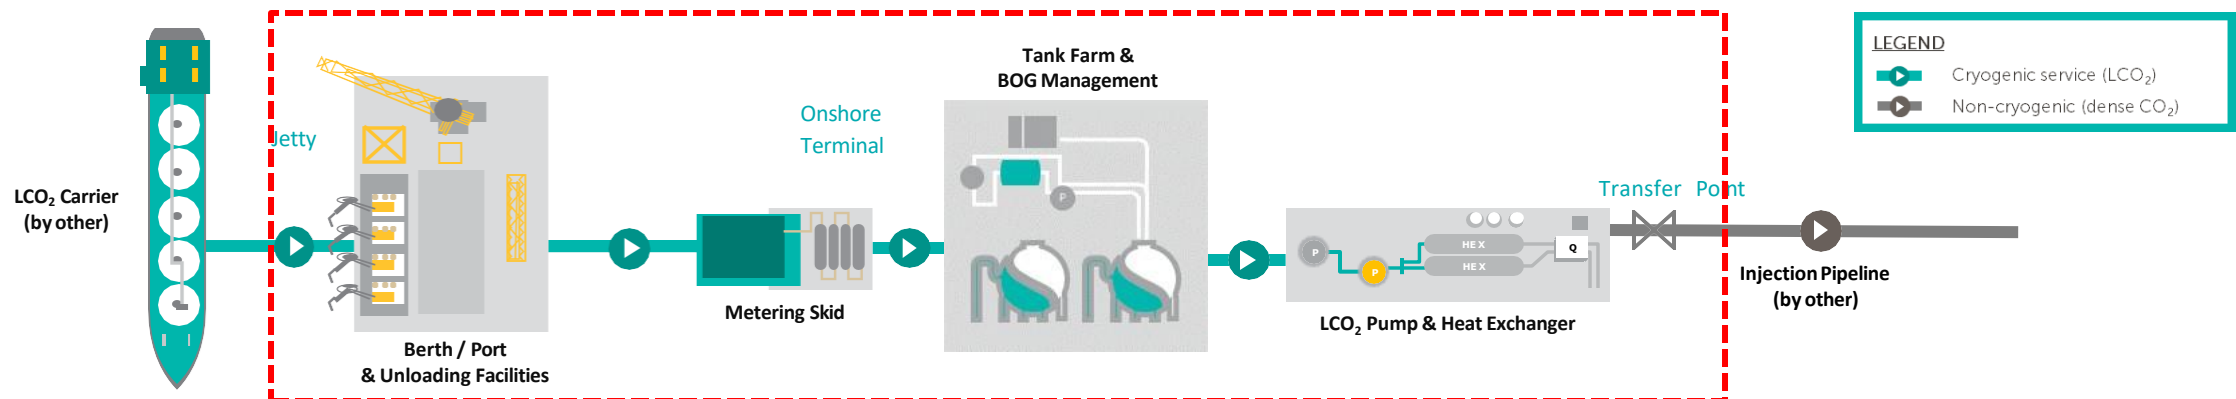 LCO₂ Carrier
(by other)
Jetty
Berth / Port
& Unloading Facilities
Metering Skid
Onshore
Terminal
Tank Farm &
BOG Management
P
P
P
HEX
HEX
Q
LCO₂ Pump & Heat Exchanger
Transfer Point
Injection Pipeline
(by other)
LEGEND
Cryogenic service (LCO₂)
Non-cryogenic (dense CO₂)